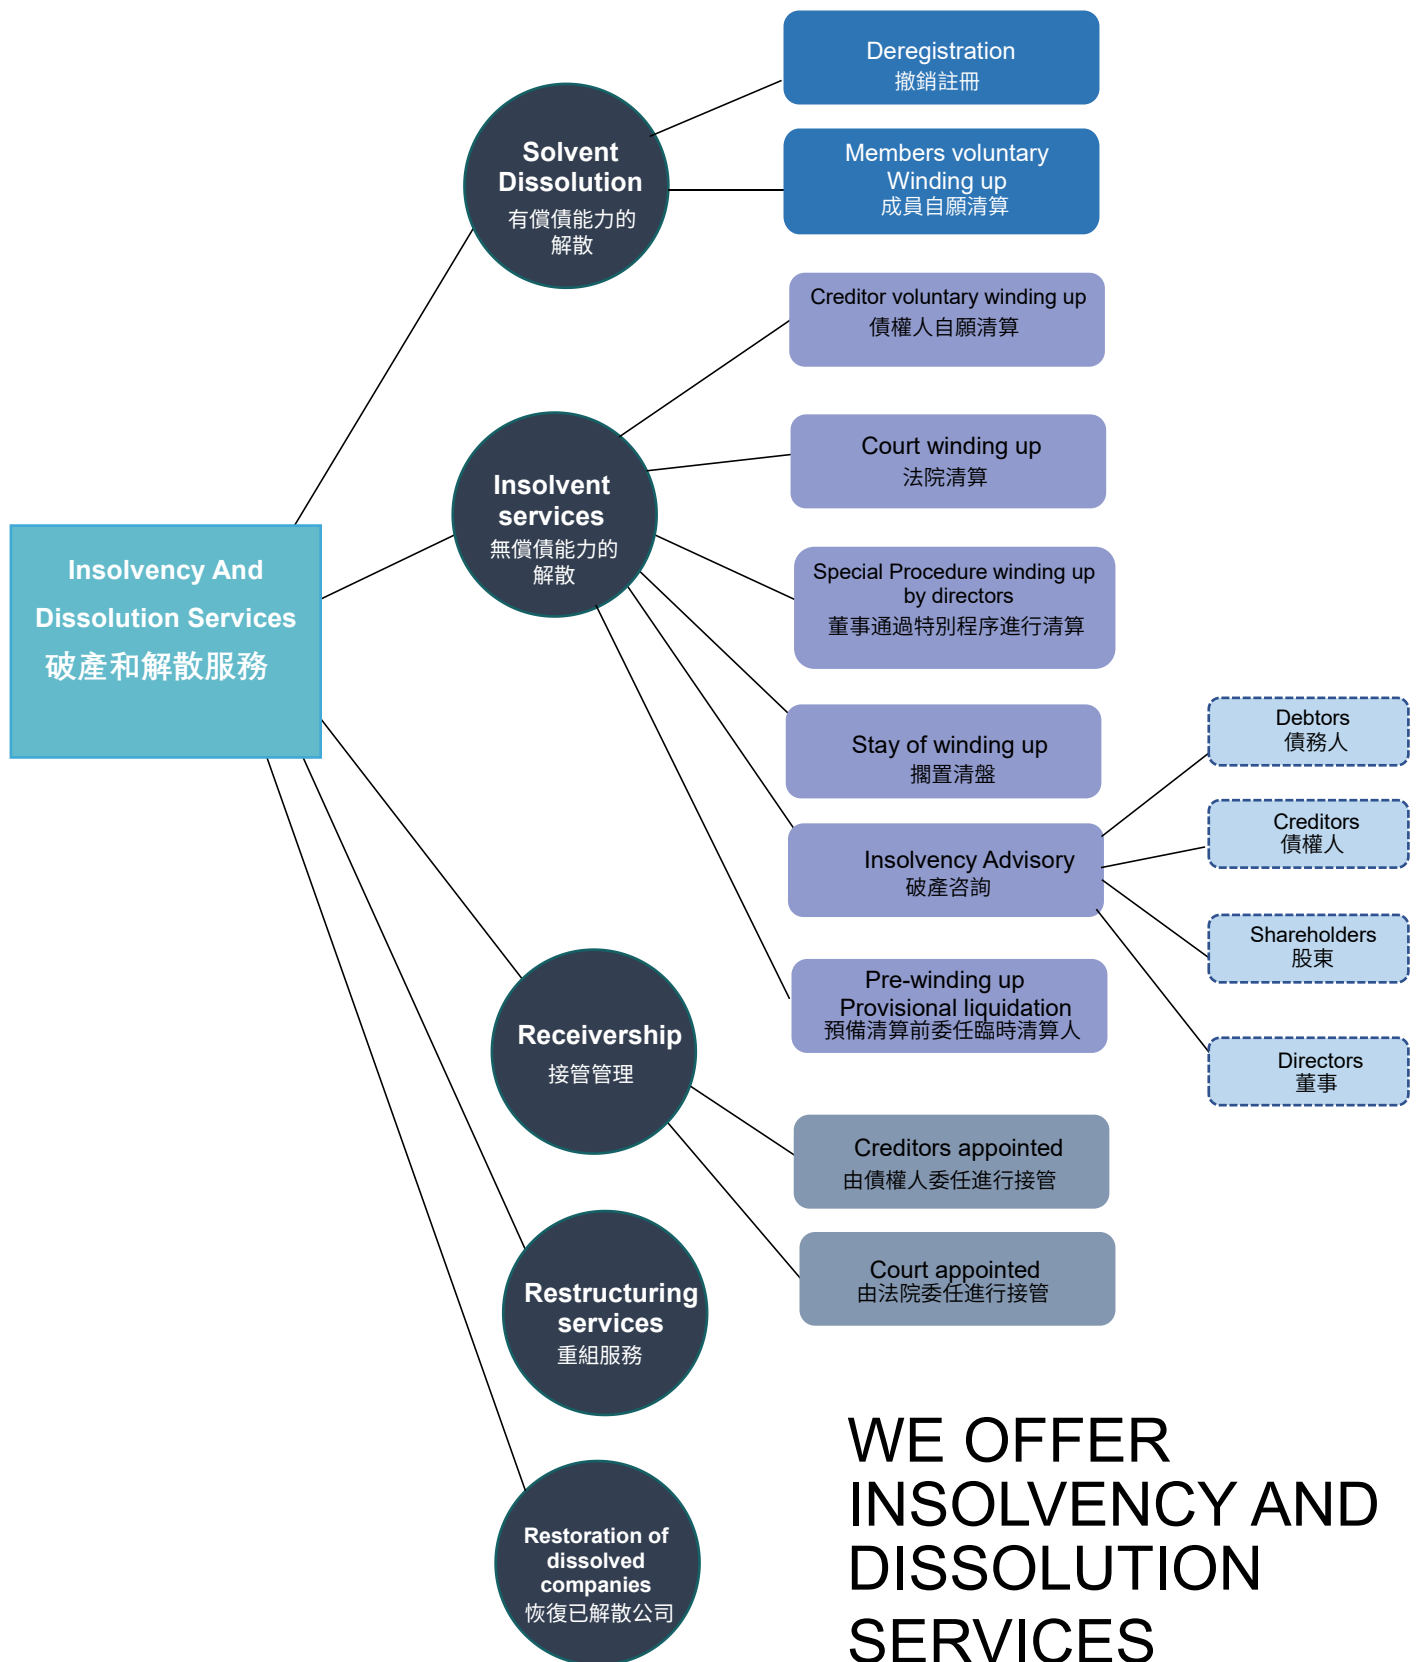 Insolvency And
Dissolution Services
破產和解散服務
Solvent
Dissolution
有償債能力的
解散
Deregistration
撤銷註冊
Members voluntary
Winding up
成員自願清算
Insolvent
services
無償債能力的
解散
Creditor voluntary winding up
債權人自願清算
Court winding up
法院清算
Special Procedure winding up
by directors
董事通過特別程序進行清算
Stay of winding up
擱置清盤
Insolvency Advisory
破產咨詢
Debtors
債務人
Creditors
債權人
Shareholders
股東
Directors
董事
Pre-winding up
Provisional liquidation
預備清算前委任臨時清算人
Receivership
接管管理
Creditors appointed
由債權人委任進行接管
Court appointed
由法院委任進行接管
Restructuring
services
重組服務
Restoration of
dissolved
companies
恢復已解散公司
WE OFFER
INSOLVENCY AND
DISSOLUTION
SERVICES